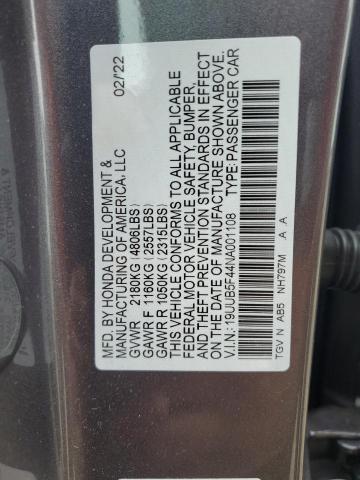 MFD. BY HONDA DEVELOPMENT & 02/22
MANUFACTURING OF AMERICA, LLC
GVWR 2180KG(4806LBS)
GAWR F 1160KG(2557LBS)
GAWR R 1050KG(2315LBS)
THIS VEHICLE CONFORMS TO ALL APPLICABLE
FEDERAL MOTOR VEHICLE SAFETY, BUMPER,
AND THEFT PREVENTION STANDARDS IN EFFECT
ON THE DATE OF MANUFACTURE SHOWN ABOVE.
V.I.N.: 19UUB5F44NA001108 TYPE: PASSENGER CAR
TGV N AB5 NH797M A A